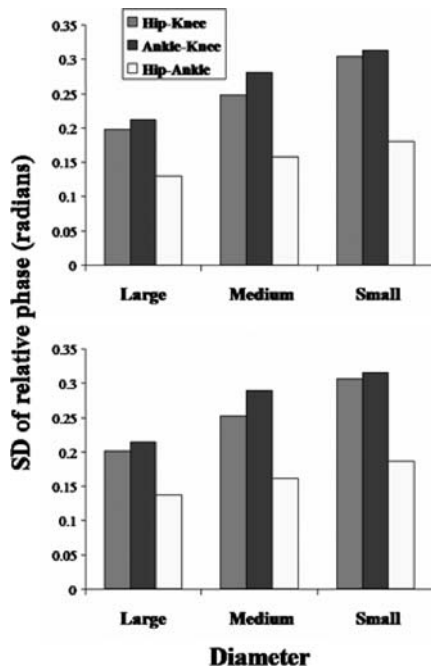 Hip-Knee
Ankle-Knee
Hip-Ankle
0.35
0.3
0.25
0.2
0.15
0.1
0.05
0
Large Medium Small
0.35
0.3
0.25
0.2
0.15
0.1
0.05
0
Large Medium Small
SD of relative phase (radians)
Diameter